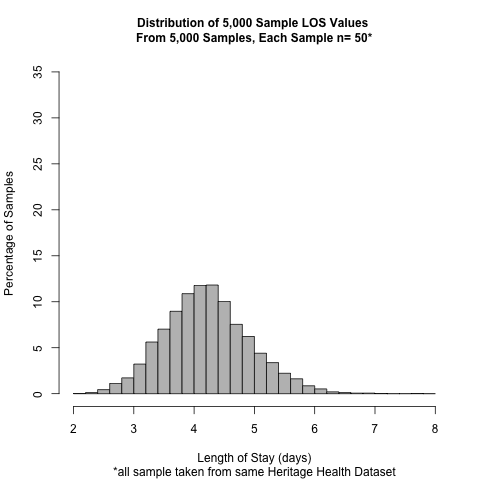 Distribution of 5,000 Sample LOS Values
From 5,000 Samples, Each Sample n= 50*
35
30
25
20
15
10
5
0
Percentage of Samples
2 3 4 5 6 7 8
Length of Stay (days)
*all sample taken from same Heritage Health Dataset